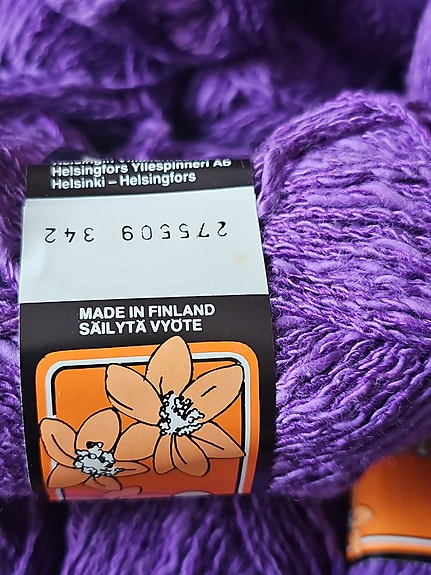 Helsingfors Yllespinneri AB
Helsinki – Helsingfors
275509 342
MADE IN FINLAND
SÄILYTÄ VYÖTE